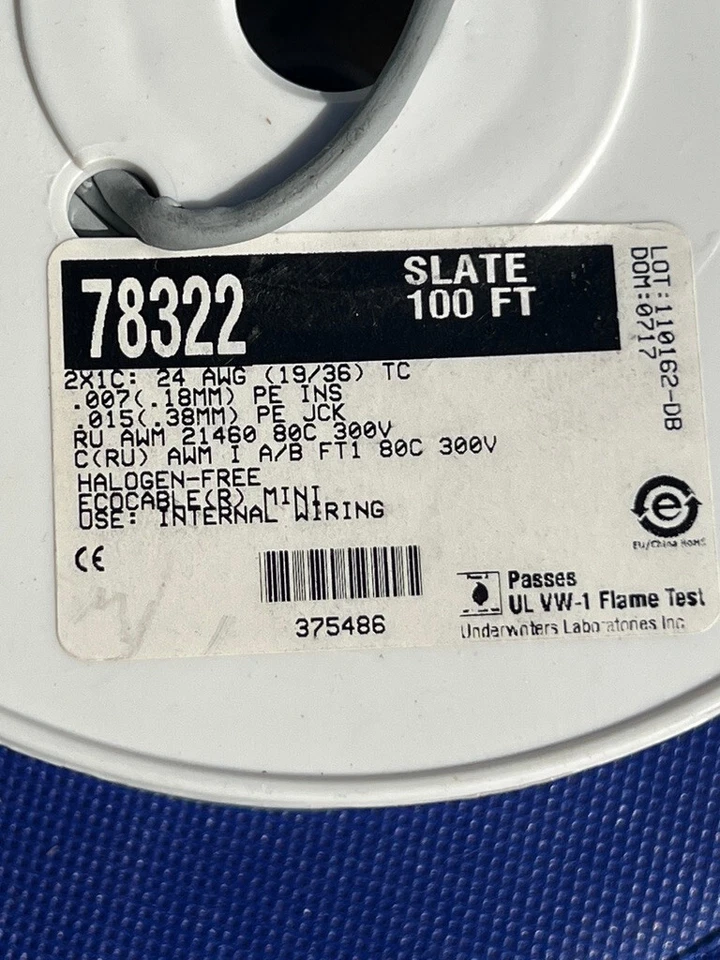 78322
SLATE
100 FT
LOT:110162-DB
DOM:0717
2X1C: 24 AWG (19/36) TC
.007(.18MM) PE INS
.015(.38MM) PE JCK
RU AWM 21460 80C 300V
C(RU) AWM I A/B FT1 80C 300V
HALOGEN-FREE
ECOCABLE(R) MINI
USE: INTERNAL WIRING
CE
e
EU/China RoHS
375486
Passes
UL VW-1 Flame Test
Underwriters Laboratories Inc